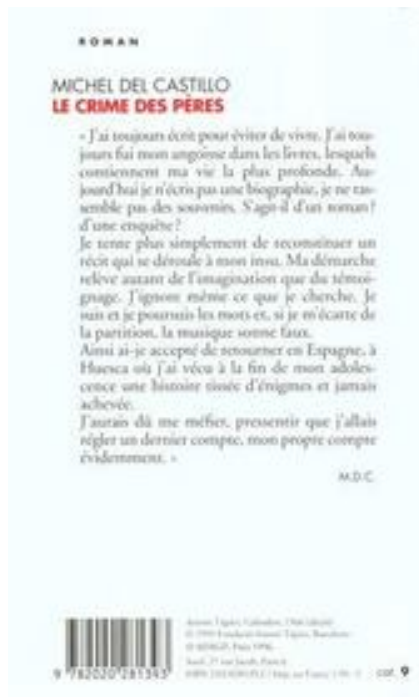 ROMAN
MICHEL DEL CASTILLO
LE CRIME DES PÈRES
« J'ai toujours écrit pour éviter de vivre. J'ai tou-
jours fui mon angoisse dans les livres, lesquels
contiennent ma vie la plus profonde. Au-
jourd'hui je n'écris pas une biographie, je ne ras-
semble pas des souvenirs. S'agit-il d'un roman ?
d'une enquête ?
Je tente plus simplement de reconstituer un
récit qui se déroule à mon insu. Ma démarche
relève autant de l'imagination que du témoi-
gnage. J'ignore même ce que je cherche. Je
suis et je poursuis les mots et, si je m'écarte de
la partition, la musique sonne faux.
Ainsi ai-je accepté de retourner en Espagne, à
Huesca où j'ai vécu à la fin de mon adoles-
cence une histoire tissée d'énigmes et jamais
achevée.
J'aurais dû me méfier, pressentir que j'allais
régler un dernier compte, mon propre compte
évidemment. »
M.D.C.
9 782020 281393
cat. 9